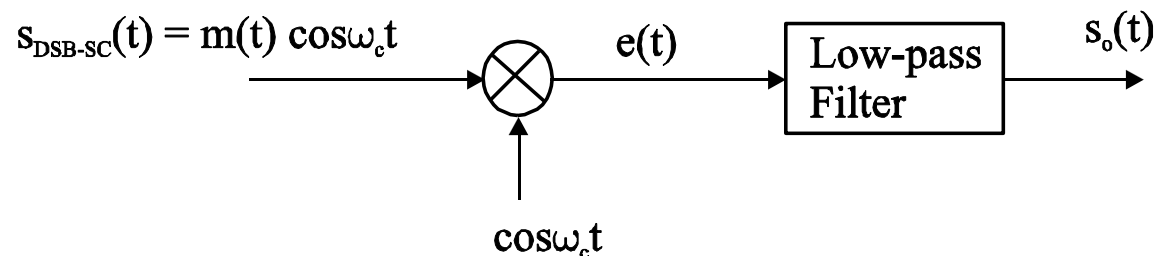 s_DSB-SC(t) = m(t) cosω_c t
e(t)
Low-pass
Filter
s_o(t)
cosω_c t